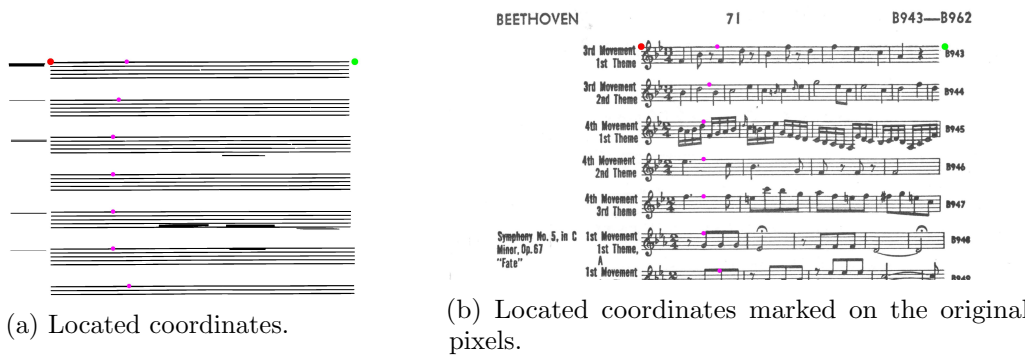 BEETHOVEN 71 B943—B962
3rd Movement
1st Theme
B943
3rd Movement
2nd Theme
B944
4th Movement
1st Theme
B945
4th Movement
2nd Theme
B946
4th Movement
3rd Theme
B947
Symphony No. 5, in C
Minor, Op. 67
"Fate"
1st Movement
1st Theme,
A
B948
1st Movement
(a) Located coordinates.
(b) Located coordinates marked on the original
pixels.